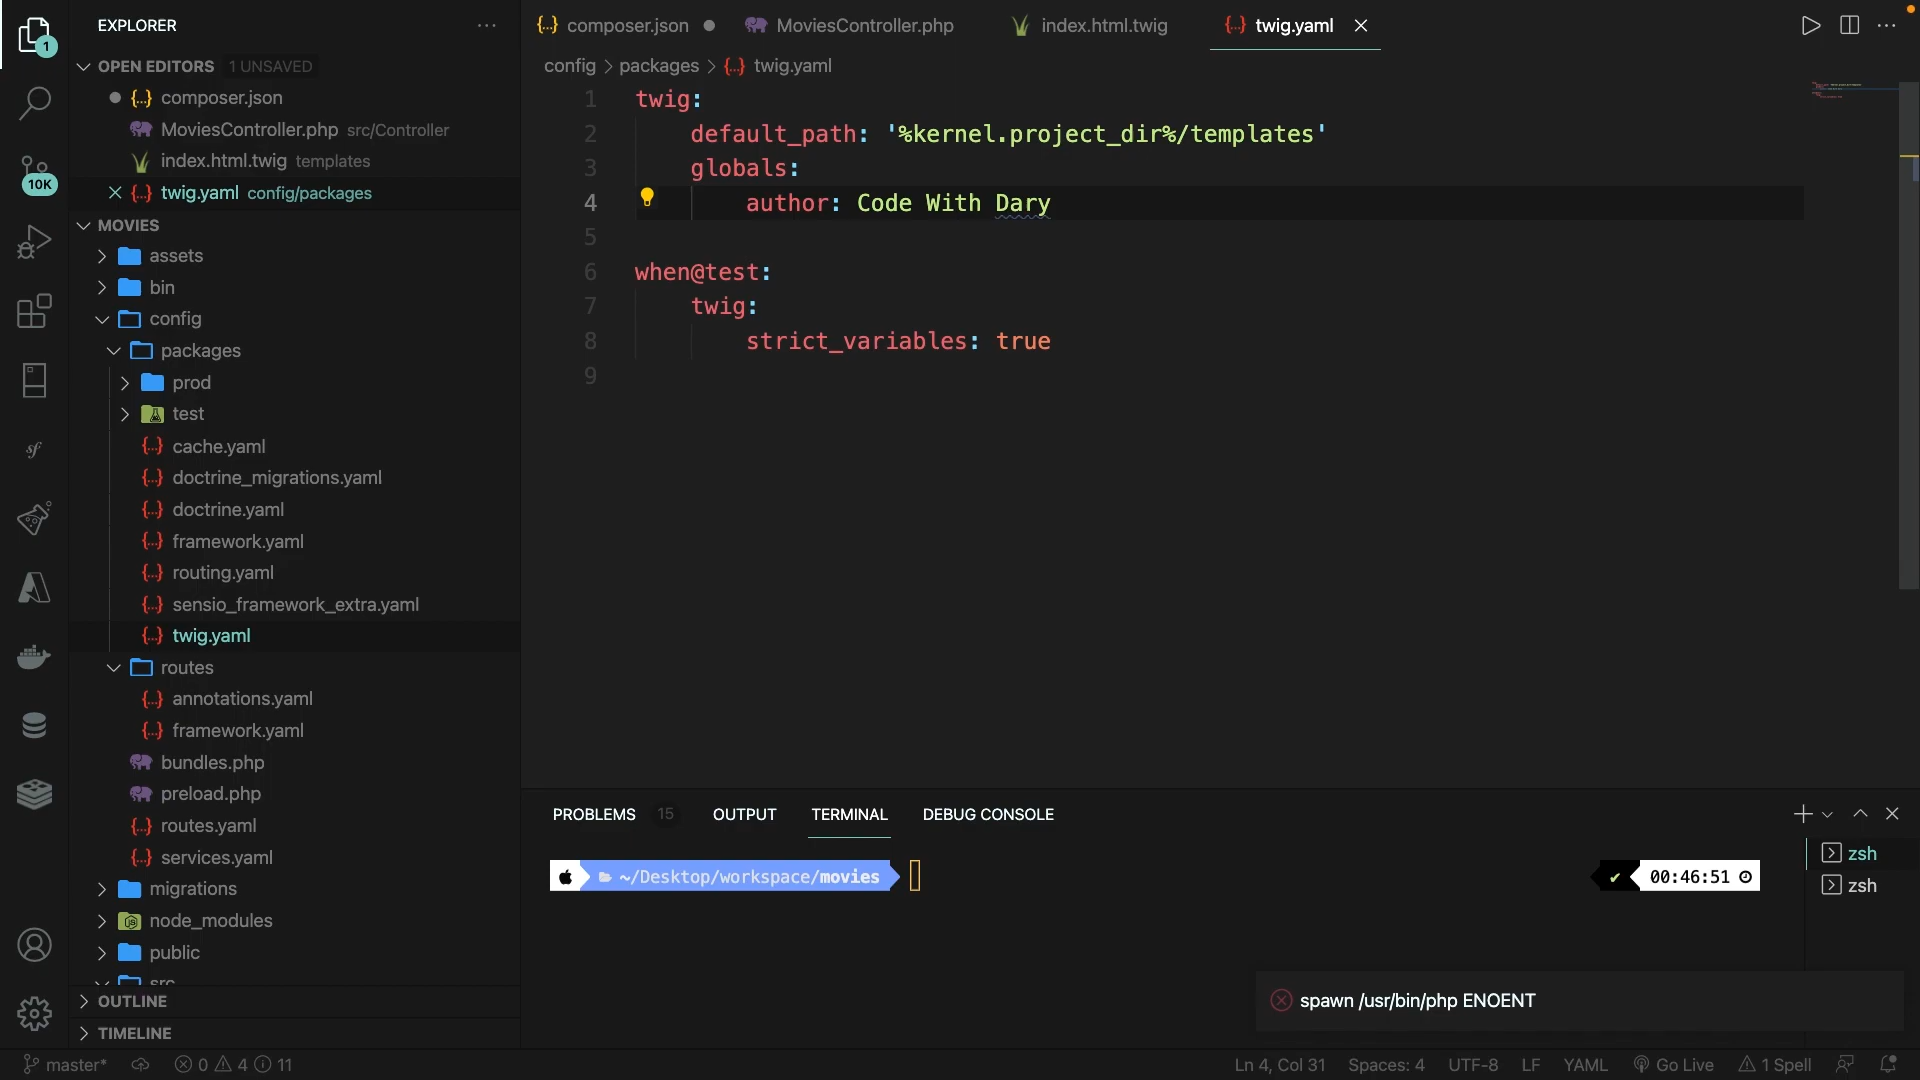 EXPLORER
OPEN EDITORS 1 UNSAVED
composer.json
MoviesController.php src/Controller
index.html.twig templates
twig.yaml config/packages
MOVIES
assets
bin
config
packages
prod
test
cache.yaml
doctrine_migrations.yaml
doctrine.yaml
framework.yaml
routing.yaml
sensio_framework_extra.yaml
twig.yaml
routes
annotations.yaml
framework.yaml
bundles.php
preload.php
routes.yaml
services.yaml
migrations
node_modules
public
src
OUTLINE
TIMELINE
1
10K
composer.json MoviesController.php index.html.twig twig.yaml
config > packages > twig.yaml
1 twig:
2 default_path: '%kernel.project_dir%/templates'
3 globals:
4 author: Code With Dary
5
6 when@test:
7 twig:
8 strict_variables: true
9
PROBLEMS 15 OUTPUT TERMINAL DEBUG CONSOLE
~/Desktop/workspace/movies
00:46:51
zsh
zsh
spawn /usr/bin/php ENOENT
master* 0 4 11 Ln 4, Col 31 Spaces: 4 UTF-8 LF YAML Go Live 1 Spell